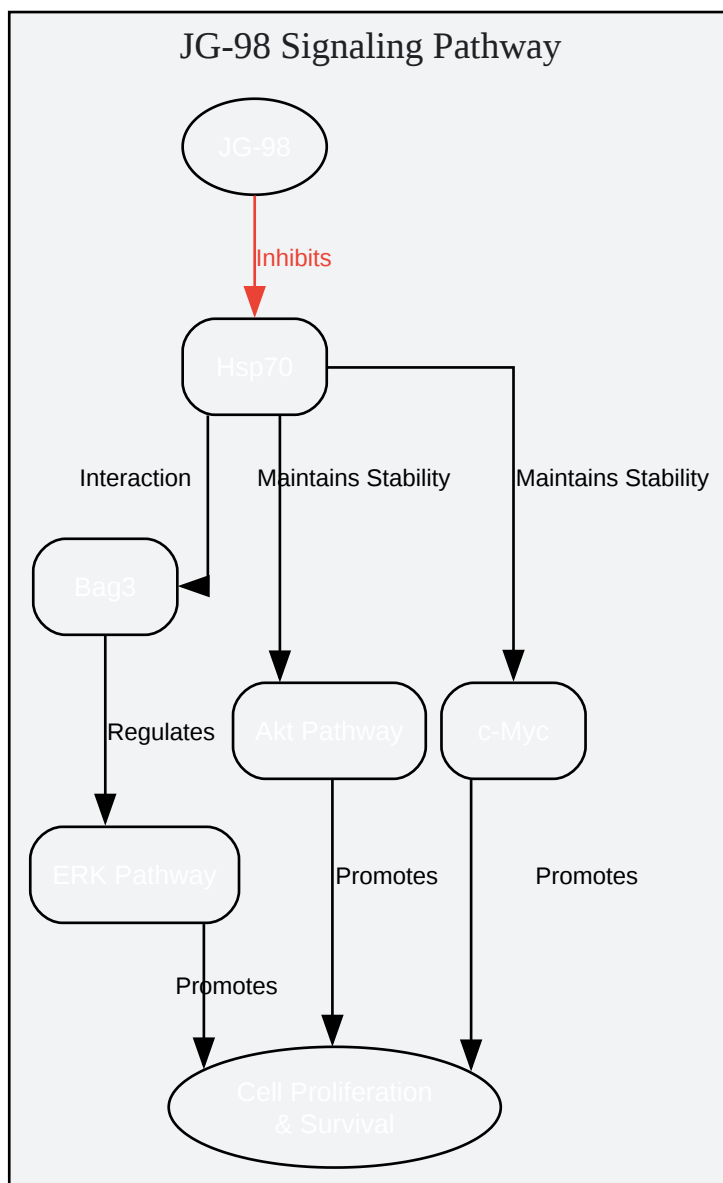 JG-98 Signaling Pathway
JG-98
Inhibits
Hsp70
Interaction
Maintains Stability
Maintains Stability
Bag3
Regulates
Akt Pathway
c-Myc
ERK Pathway
Promotes
Promotes
Promotes
Cell Proliferation
& Survival